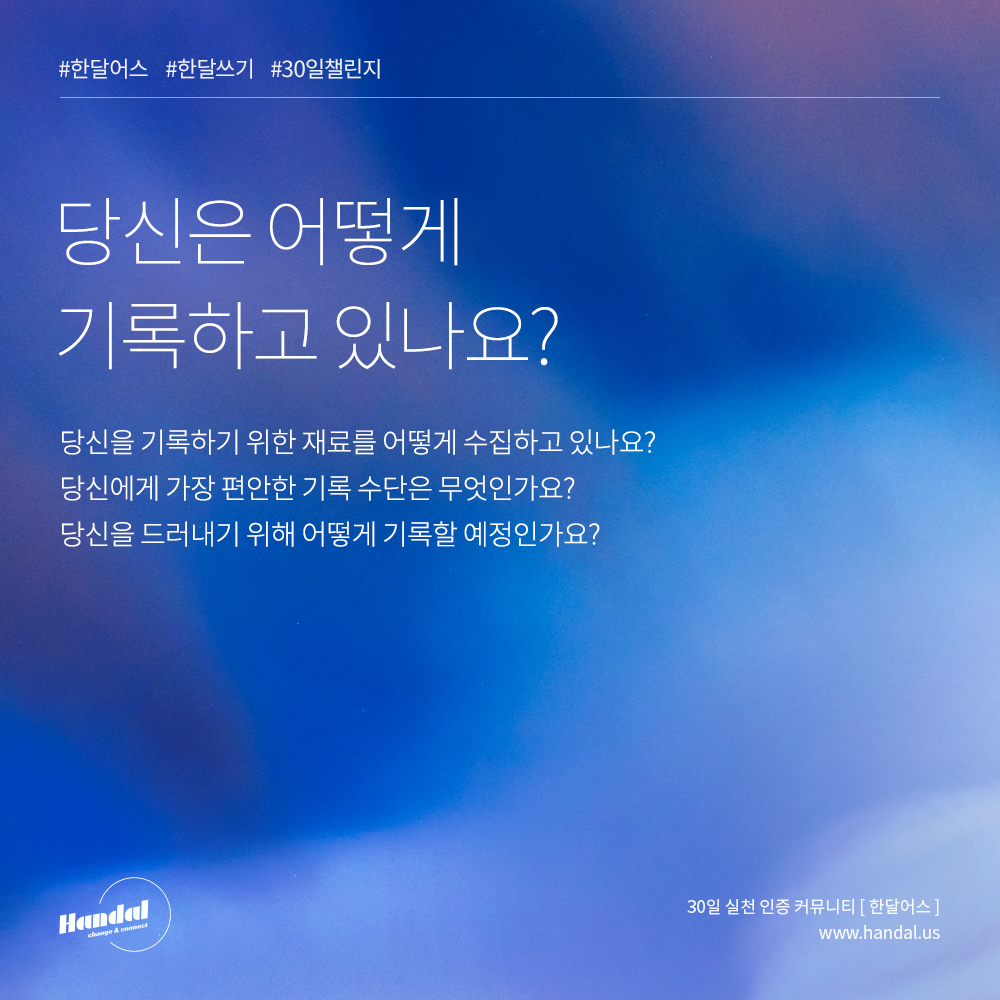 #한달어스 #한달쓰기 #30일챌린지
당신은 어떻게
기록하고 있나요?
당신을 기록하기 위한 재료를 어떻게 수집하고 있나요?
당신에게 가장 편안한 기록 수단은 무엇인가요?
당신을 드러내기 위해 어떻게 기록할 예정인가요?
Handal
change & connect
30일 실천 인증 커뮤니티 [ 한달어스 ]
www.handal.us